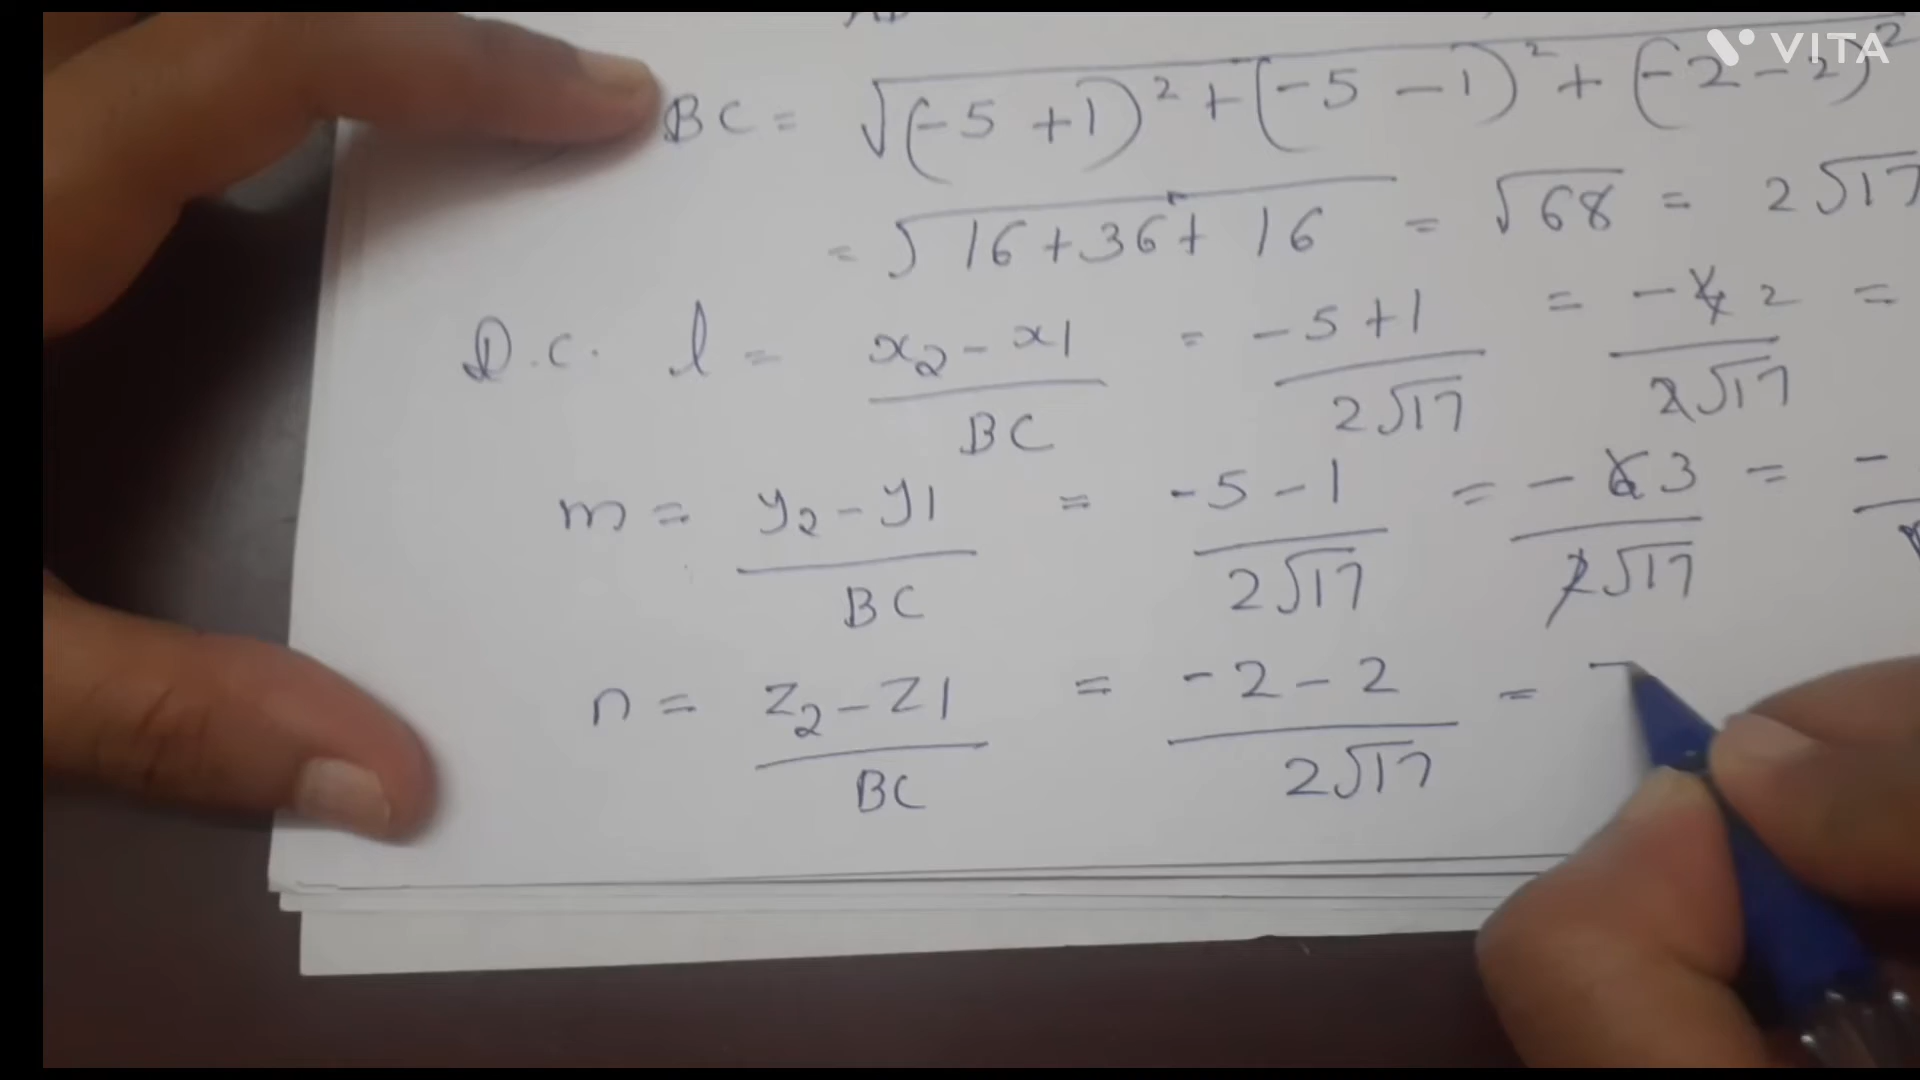 VITA
BC = √(-5+1)² + (-5-1)² + (-2-2)²
= √16+36+16 = √68 = 2√17
D.C. l = x₂-x1/BC = -5+1/2√17 = -4 2/2√17 =
m = y₂-y1/BC = -5-1/2√17 = -6 3/2√17 = -
n = z₂-z1/BC = -2-2/2√17 = -